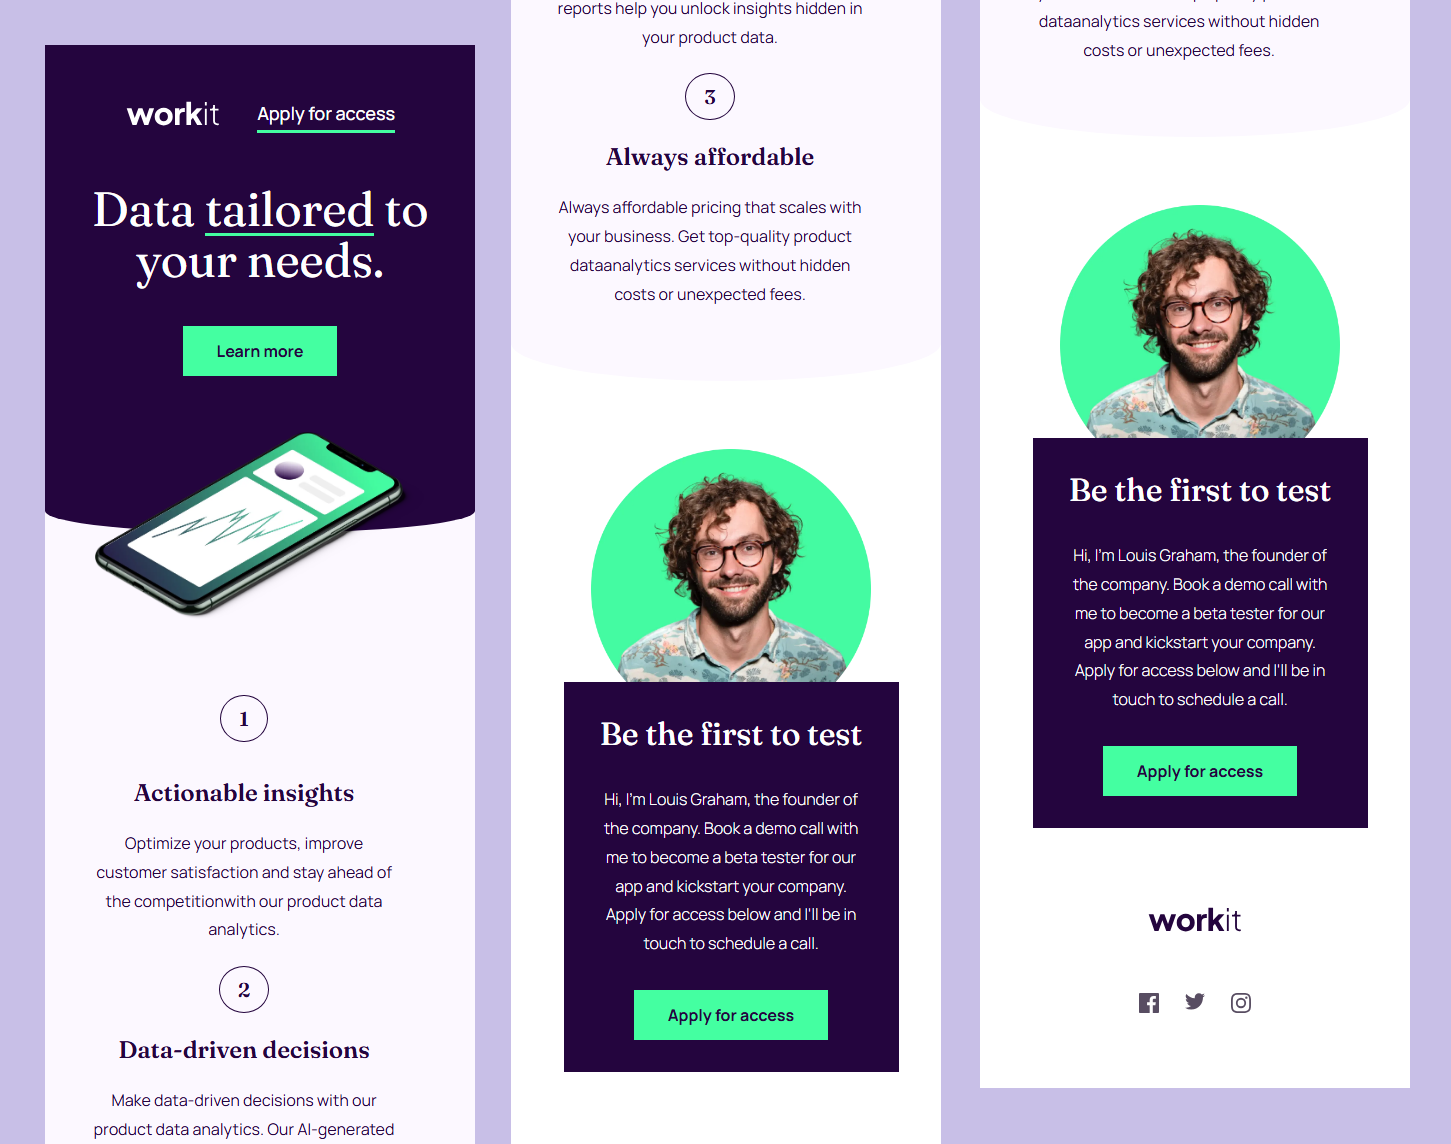 workit
Apply for access
Data tailored to
your needs.
Learn more
1
Actionable insights
Optimize your products, improve
customer satisfaction and stay ahead of
the competitionwith our product data
analytics.
2
Data-driven decisions
Make data-driven decisions with our
product data analytics. Our AI-generated
reports help you unlock insights hidden in
your product data.
3
Always affordable
Always affordable pricing that scales with
your business. Get top-quality product
dataanalytics services without hidden
costs or unexpected fees.
Be the first to test
Hi, I'm Louis Graham, the founder of
the company. Book a demo call with
me to become a beta tester for our
app and kickstart your company.
Apply for access below and I'll be in
touch to schedule a call.
Apply for access
dataanalytics services without hidden
costs or unexpected fees.
Be the first to test
Hi, I'm Louis Graham, the founder of
the company. Book a demo call with
me to become a beta tester for our
app and kickstart your company.
Apply for access below and I'll be in
touch to schedule a call.
Apply for access
workit